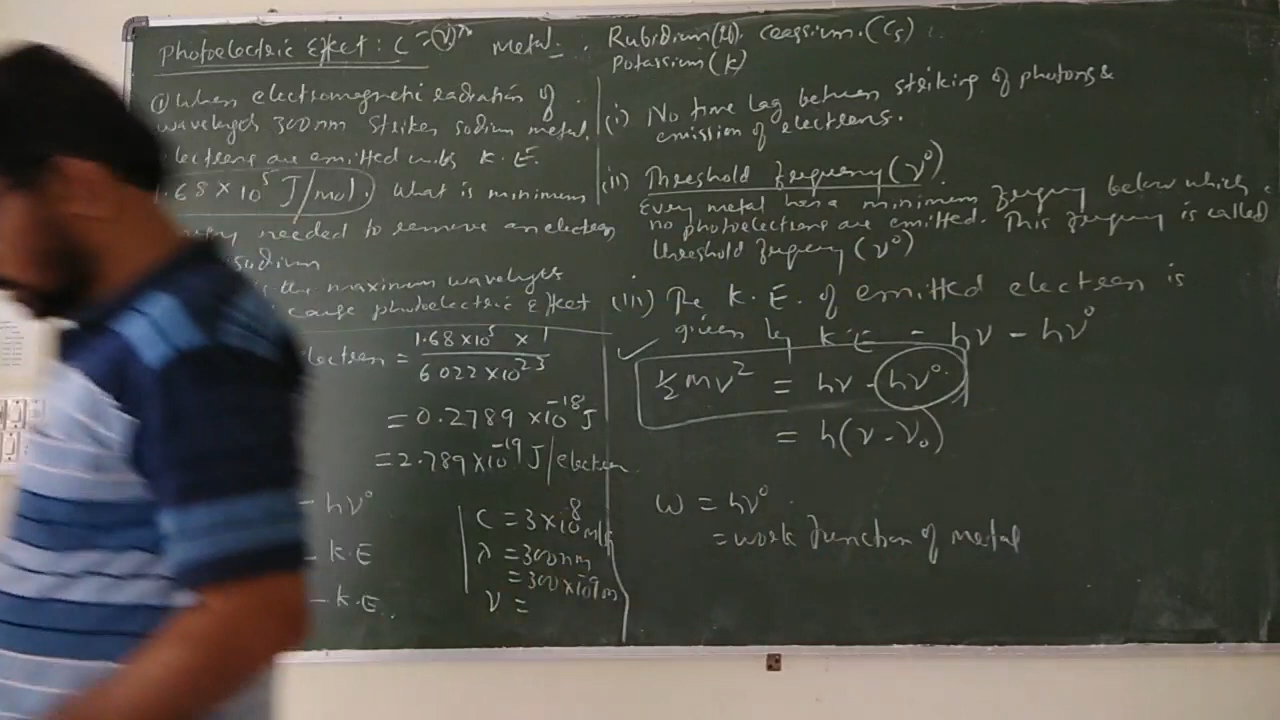 Photoelectric Effect: C = νλ Metal. Rubidium(Rb). Ceasium.(Cs)
Potassium(K)
(i) When electromagnetic radiation of
wavelength 300 nm strikes sodium metal.
electrons are emitted with K.E.
1.68 × 10⁵ J/mol. What is minimum
needed to remove an electron
sodium
the maximum wavelength
cause photoelectric effect
= 1.68 × 10⁵ × 1 / 6.022 × 10²³
= 0.2789 × 10⁻¹⁸ J
= 2.789 × 10⁻¹⁹ J/electron
– hν°
– K.E
– K.E.
C = 3 × 10⁸ m/s
λ = 300nm
= 300 × 10⁻⁹ m
ν =
(i) No time lag between striking of photons &
emission of electrons.
(ii) Threshold frequency (ν°)
Every metal has a minimum frequency below which
no photoelectrons are emitted. This frequency is called
threshold frequency (ν°)
(iii) The K.E. of emitted electron is
given by K.E = hν – hν°
½mv² = hν – hν°
= h(ν – ν₀)
ω = hν°
= work function of metal